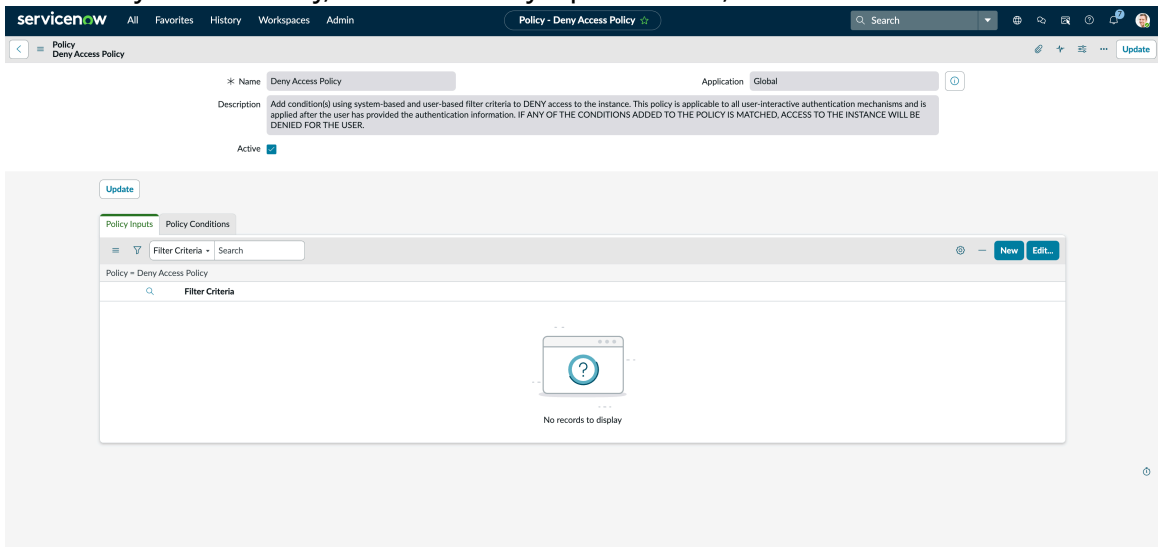 servicenow All Favorites History Workspaces Admin Policy - Deny Access Policy Search 7
Policy
Deny Access Policy
Update
Name Deny Access Policy Application Global
Description Add condition(s) using system-based and user-based filter criteria to DENY access to the instance. This policy is applicable to all user-interactive authentication mechanisms and is
applied after the user has provided the authentication information. IF ANY OF THE CONDITIONS ADDED TO THE POLICY IS MATCHED, ACCESS TO THE INSTANCE WILL BE
DENIED FOR THE USER.
Active
Update
Policy Inputs Policy Conditions
Filter Criteria Search New Edit...
Policy = Deny Access Policy
Filter Criteria
?
No records to display